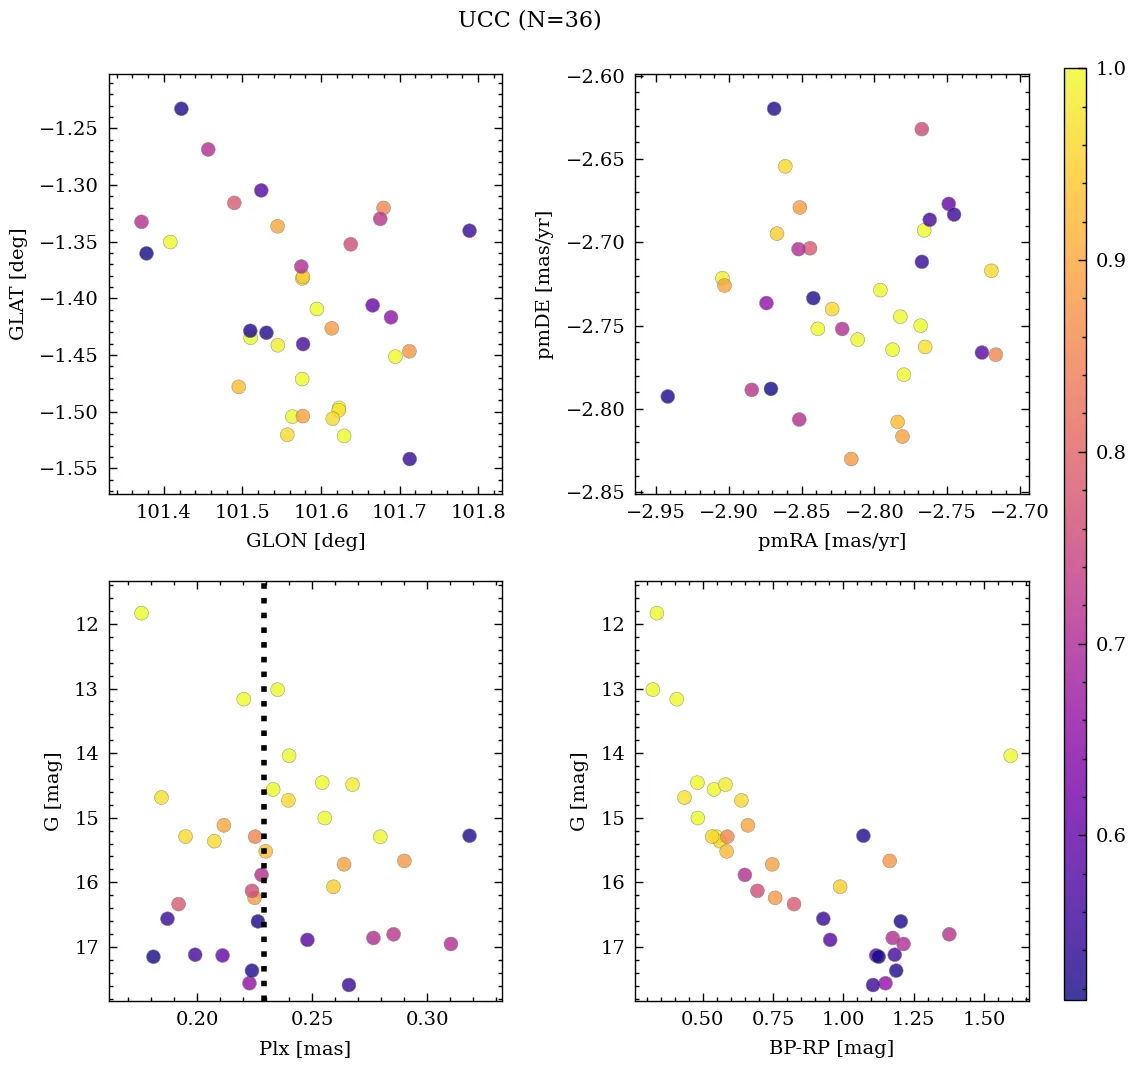 UCC (N=36)
−1.25
−1.30
−1.35
−1.40
−1.45
−1.50
−1.55
GLAT [deg]
101.4 101.5 101.6 101.7 101.8
GLON [deg]
−2.60
−2.65
−2.70
−2.75
−2.80
−2.85
pmDE [mas/yr]
−2.95 −2.90 −2.85 −2.80 −2.75 −2.70
pmRA [mas/yr]
12
13
14
15
16
17
G [mag]
0.20 0.25 0.30
Plx [mas]
12
13
14
15
16
17
G [mag]
0.50 0.75 1.00 1.25 1.50
BP-RP [mag]
1.0
0.9
0.8
0.7
0.6